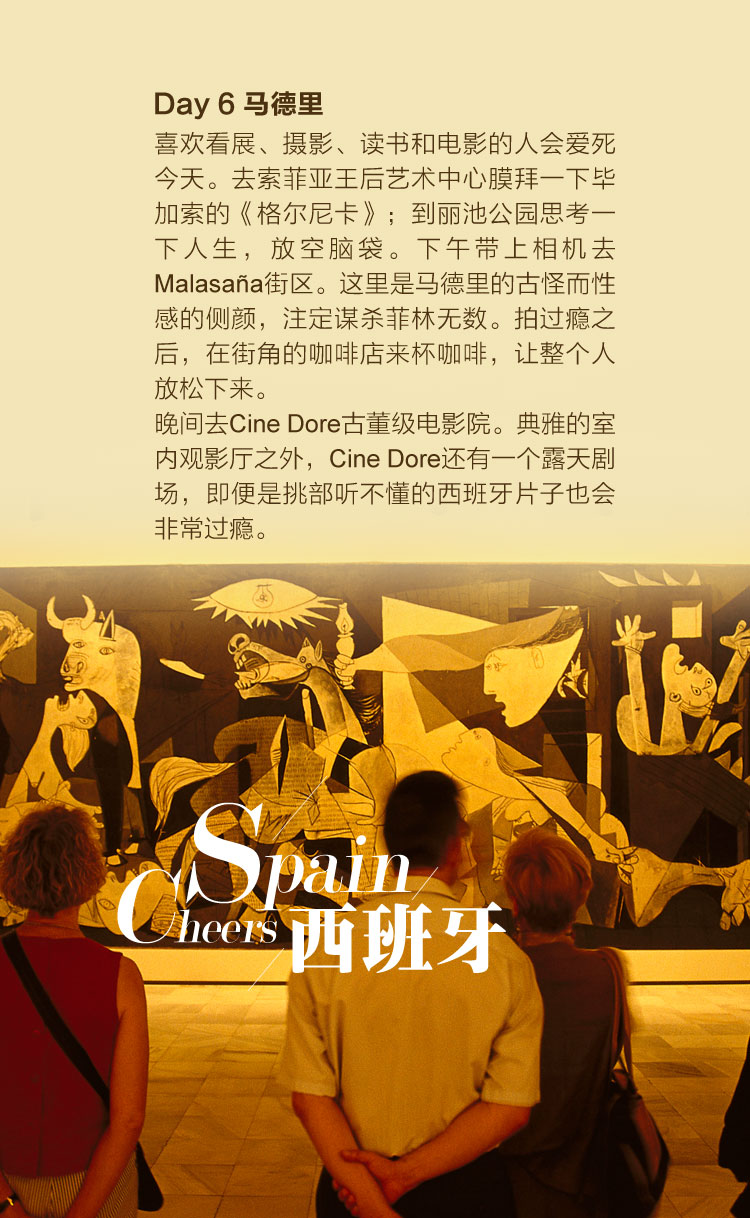 Day 6 马德里
喜欢看展、摄影、读书和电影的人会爱死
今天。去索菲亚王后艺术中心膜拜一下毕
加索的《格尔尼卡》；到丽池公园思考一
下人生，放空脑袋。下午带上相机去
Malasaña街区。这里是马德里的古怪而性
感的侧颜，注定谋杀菲林无数。拍过瘾之
后，在街角的咖啡店来杯咖啡，让整个人
放松下来。
晚间去Cine Dore古董级电影院。典雅的室
内观影厅之外，Cine Dore还有一个露天剧
场，即便是挑部听不懂的西班牙片子也会
非常过瘾。
Spain
Cheers 西班牙